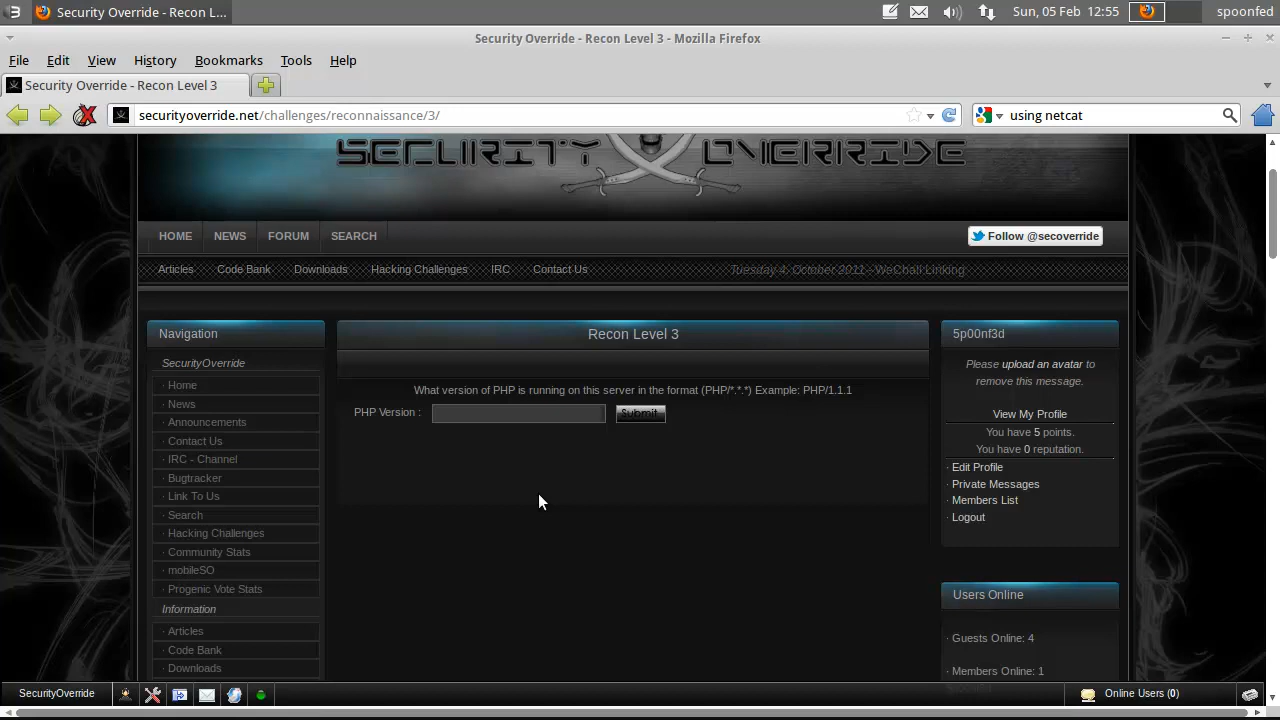 Security Override - Recon L...
Sun, 05 Feb 12:55
spoonfed
Security Override - Recon Level 3 - Mozilla Firefox
File Edit View History Bookmarks Tools Help
Security Override - Recon Level 3
securityoverride.net/challenges/reconnaissance/3/
using netcat
SECURITY OVERRIDE
HOME NEWS FORUM SEARCH
Follow @secoverride
Articles Code Bank Downloads Hacking Challenges IRC Contact Us
Tuesday 4. October 2011 - WeChall Linking
Navigation
SecurityOverride
· Home
· News
· Announcements
· Contact Us
· IRC - Channel
· Bugtracker
· Link To Us
· Search
· Hacking Challenges
· Community Stats
· mobileSO
· Progenic Vote Stats
Information
· Articles
· Code Bank
· Downloads
Recon Level 3
What version of PHP is running on this server in the format (PHP/*.*.*) Example: PHP/1.1.1
PHP Version :
Submit
5p00nf3d
Please upload an avatar to
remove this message.
View My Profile
You have 5 points.
You have 0 reputation.
· Edit Profile
· Private Messages
· Members List
· Logout
Users Online
· Guests Online: 4
· Members Online: 1
SecurityOverride
Online Users (0)